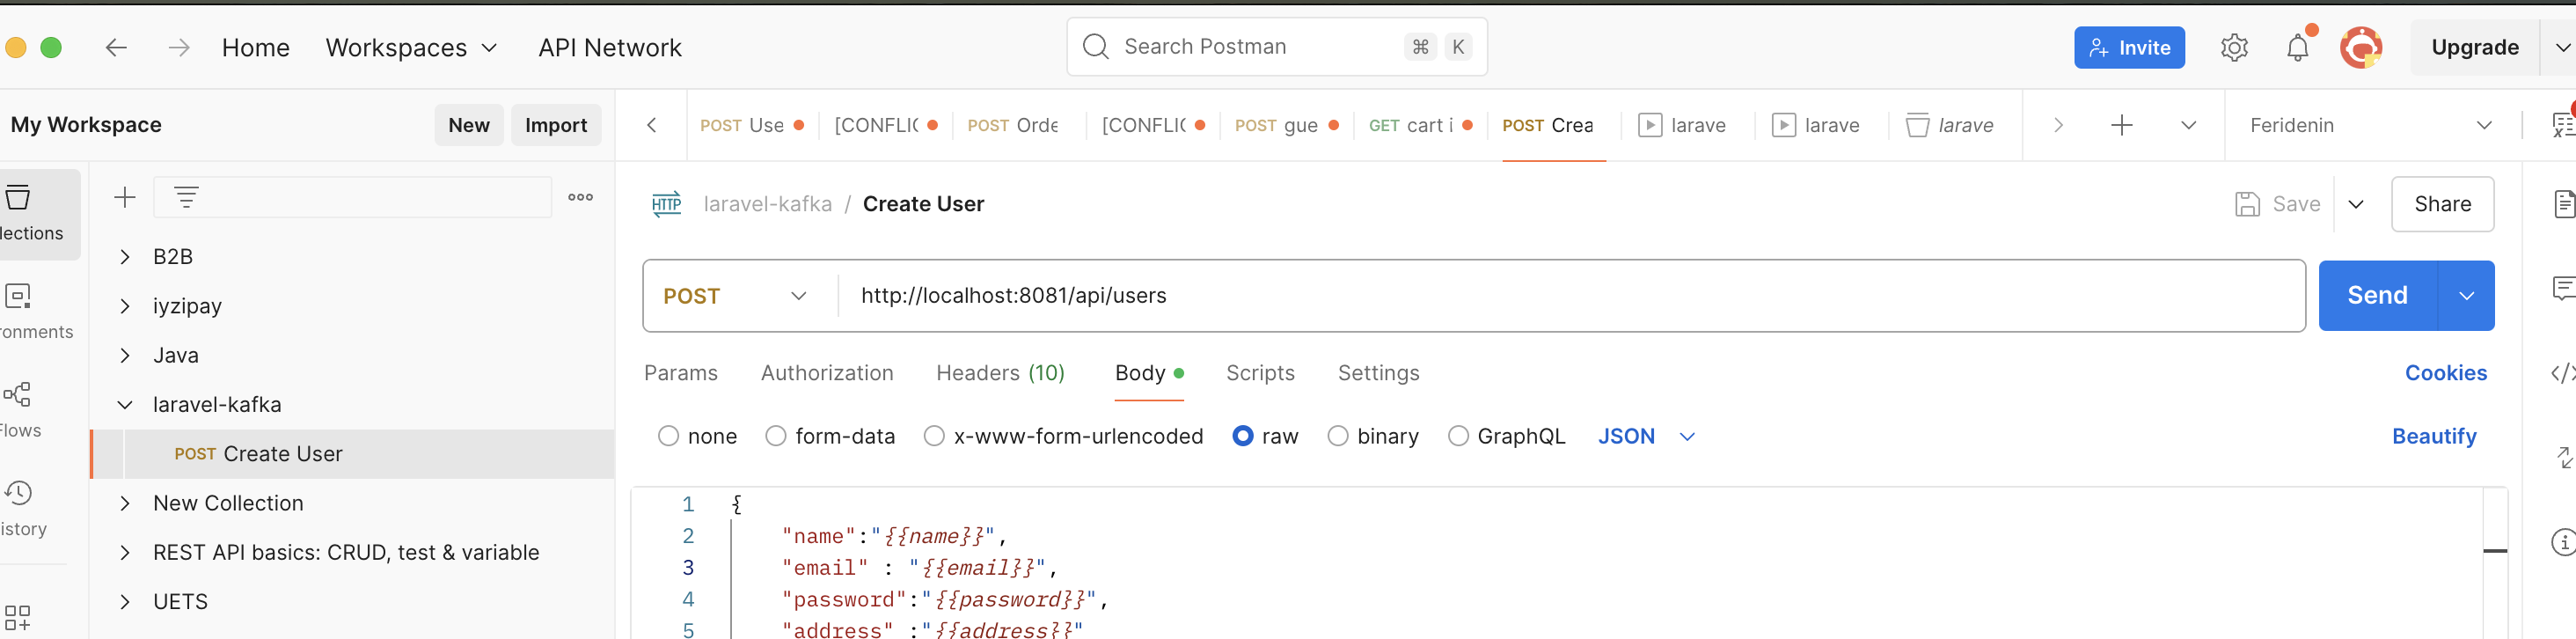 Home Workspaces API Network Search Postman ⌘ K Invite Upgrade
My Workspace New Import POST Use [CONFLI POST Orde [CONFLI POST gue GET cart i POST Crea larave larave larave Feridenin
lections
ronments
Flows
istory
B2B
iyzipay
Java
laravel-kafka
POST Create User
New Collection
REST API basics: CRUD, test & variable
UETS
HTTP laravel-kafka / Create User Save Share
POST http://localhost:8081/api/users Send
Params Authorization Headers (10) Body Scripts Settings Cookies
none form-data x-www-form-urlencoded raw binary GraphQL JSON Beautify
1 {
2 "name":"{{name}}",
3 "email" : "{{email}}",
4 "password":"{{password}}",
5 "address" :"{{address}}"